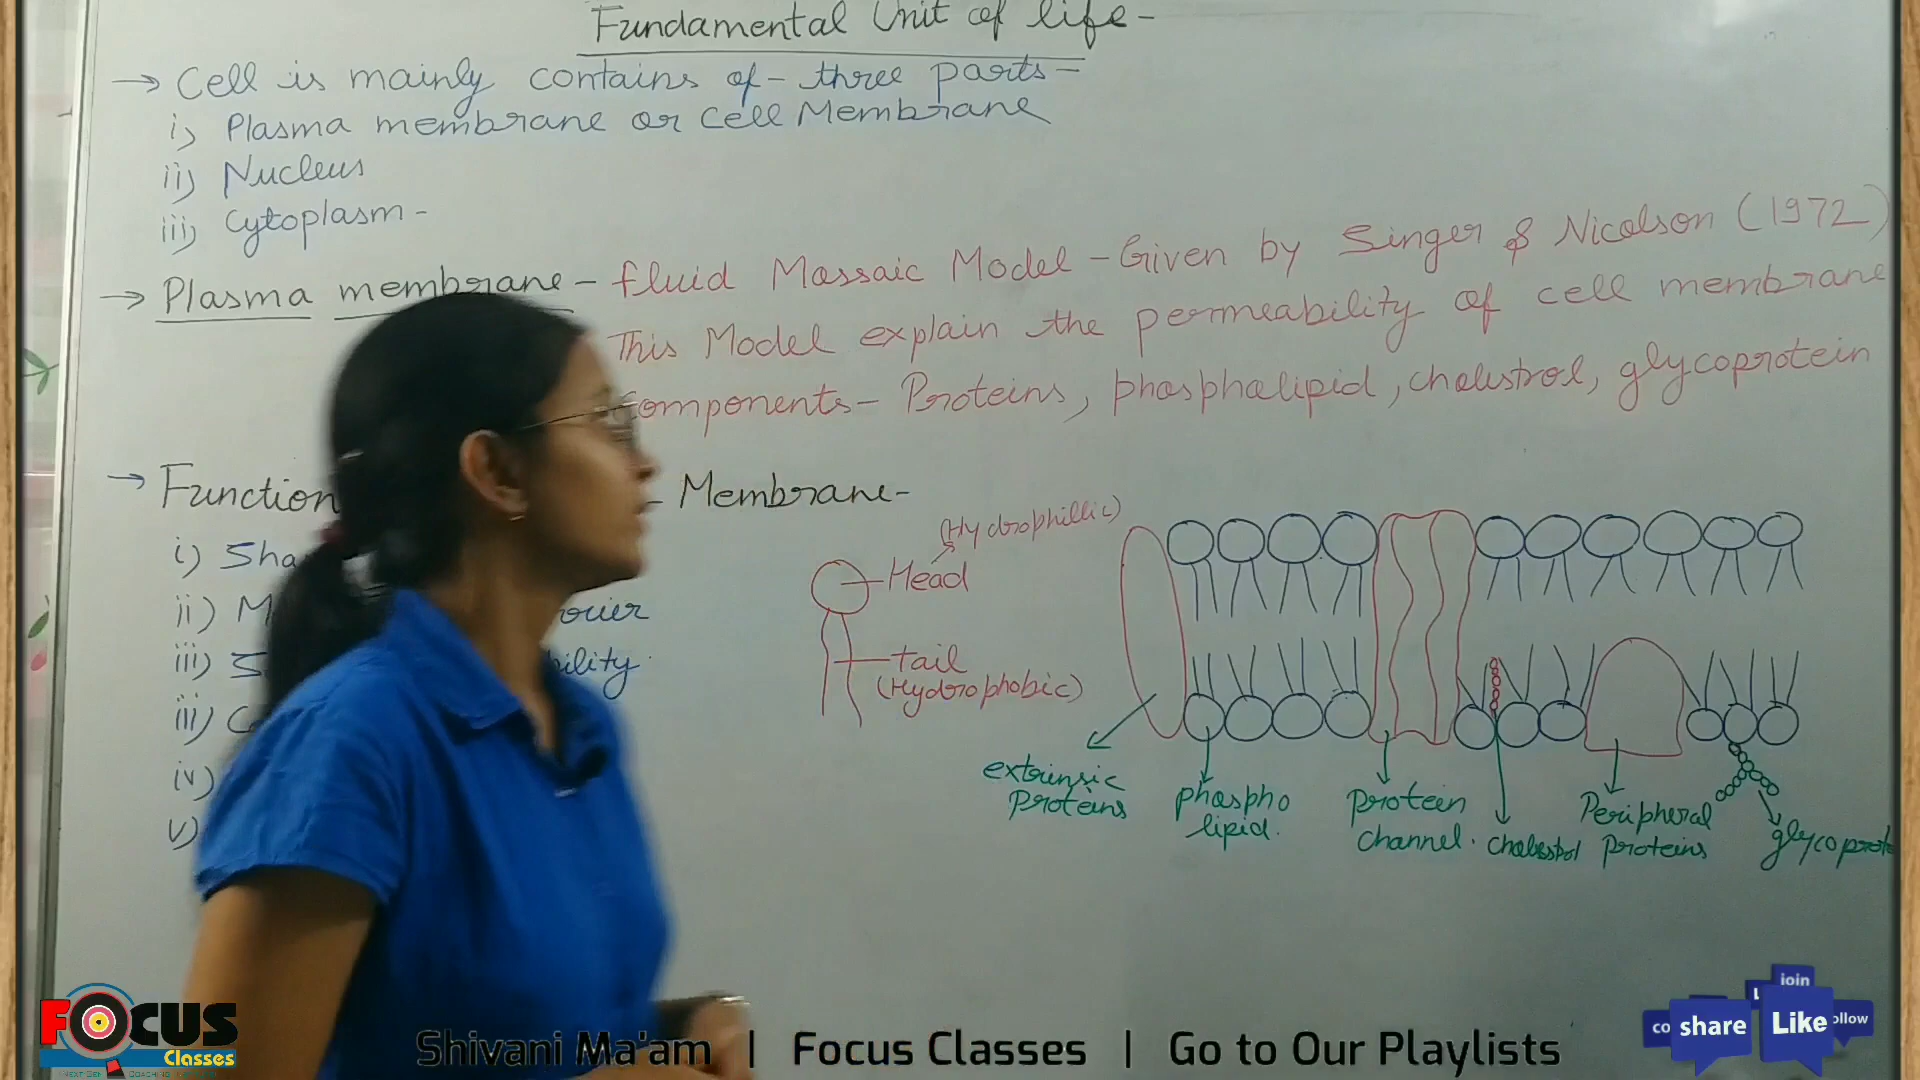 Fundamental Unit of life-
→ Cell is mainly contains of - three parts-
i) Plasma membrane or Cell Membrane
ii) Nucleus
iii) Cytoplasm -
→ Plasma membrane - fluid Massaic Model - Given by Singer & Nicolson (1972)
This Model explain the permeability of cell membrane
components - Proteins, phospholipid, cholestrol, glycoprotein
→ Function - Membrane-
i) Sha
ii) M
iii)
iii)
iv)
v)
(Hydrophillic)
Head
tail
(Hydrophobic)
extrinsic
Proteins
phospho
lipid.
Protein
channel.
cholestrol
Peripheral
Proteins
glycoprote
FOCUS
Classes
Shivani Ma'am | Focus Classes | Go to Our Playlists
join
share
Like